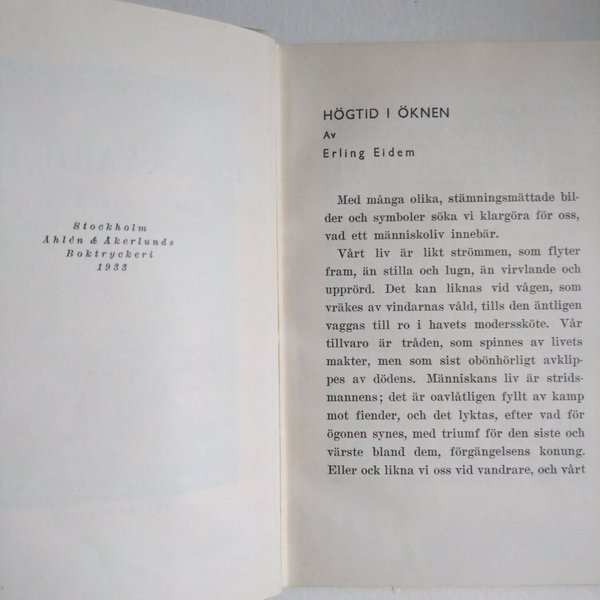 Stockholm
Ahlén & Åkerlunds
Boktryckeri
1933
HÖGTID I ÖKNEN
Av
Erling Eidem
Med många olika, stämningsmättade bil-
der och symboler söka vi klargöra för oss,
vad ett människoliv innebär.
Vårt liv är likt strömmen, som flyter
fram, än stilla och lugn, än virvlande och
upprörd. Det kan liknas vid vågen, som
vräkes av vindarnas våld, tills den äntligen
vaggas till ro i havets modersköte. Vår
tillvaro är tråden, som spinnes av livets
makter, men som sist obönhörligt avklip-
pes av dödens. Människans liv är strids-
mannens; det är oavlåtligen fyllt av kamp
mot fiender, och det lyktas, efter vad för
ögonen synes, med triumf för den siste och
värste bland dem, förgängelsens konung.
Eller ock likna vi oss vid vandrare, och vårt